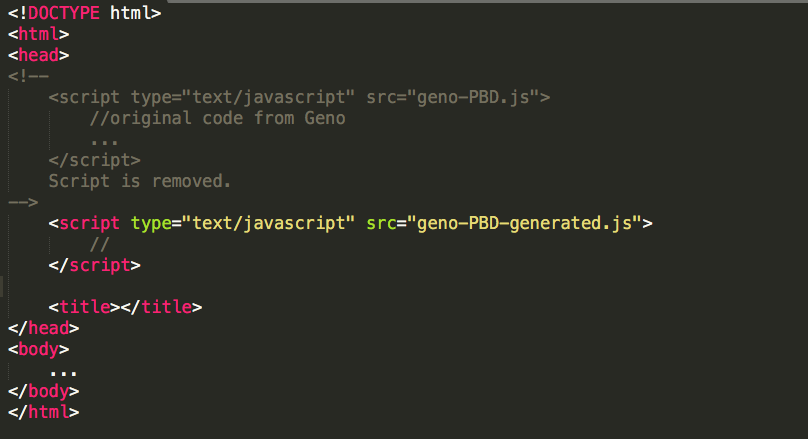 <!DOCTYPE html>
<html>
<head>
<!--
    <script type="text/javascript" src="geno-PBD.js">
        //original code from Geno
        ...
    </script>
    Script is removed.
-->
    <script type="text/javascript" src="geno-PBD-generated.js">
        //
    </script>
    <title></title>
</head>
<body>
    ...
</body>
</html>